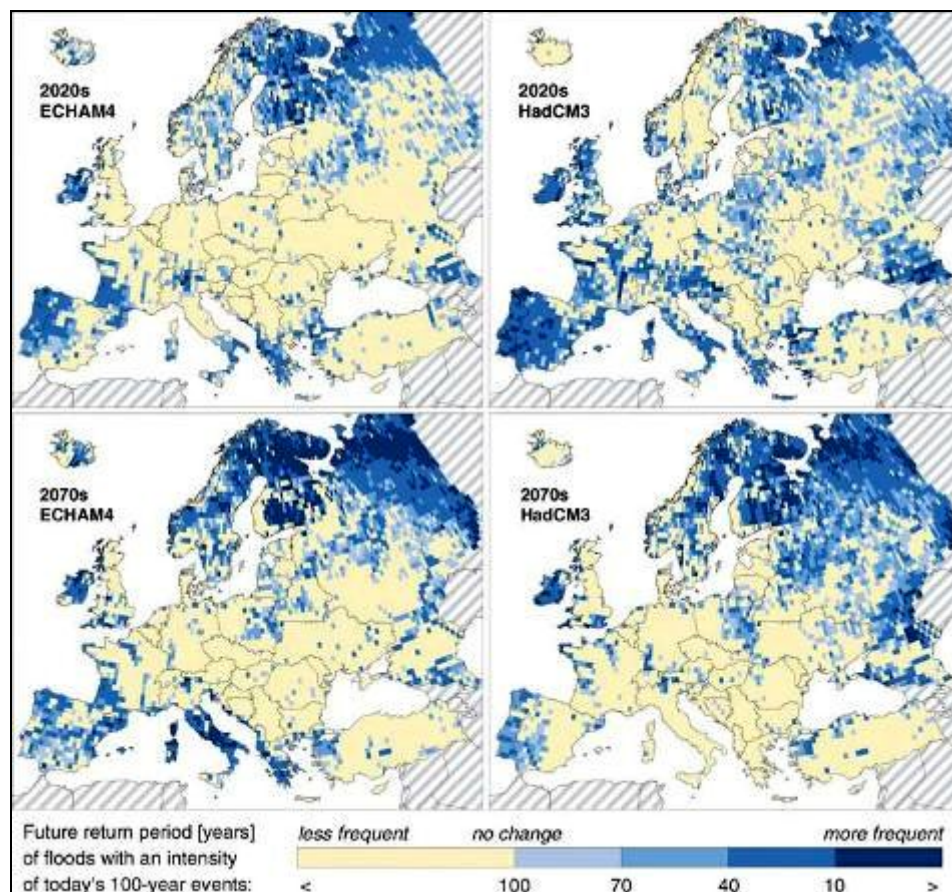 2020s
ECHAM4
2020s
HadCM3
2070s
ECHAM4
2070s
HadCM3
Future return period [years]
of floods with an intensity
of today's 100-year events:
less frequent no change more frequent
< 100 70 40 10 >